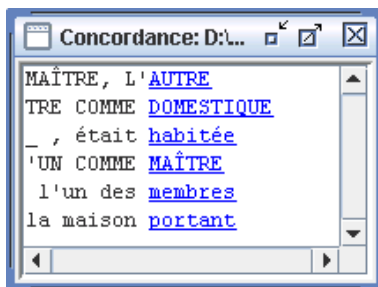 Concordance: D:\...
MAÎTRE, L'AUTRE
TRE COMME DOMESTIQUE
_ , était habitée
'UN COMME MAÎTRE
l'un des membres
la maison portant